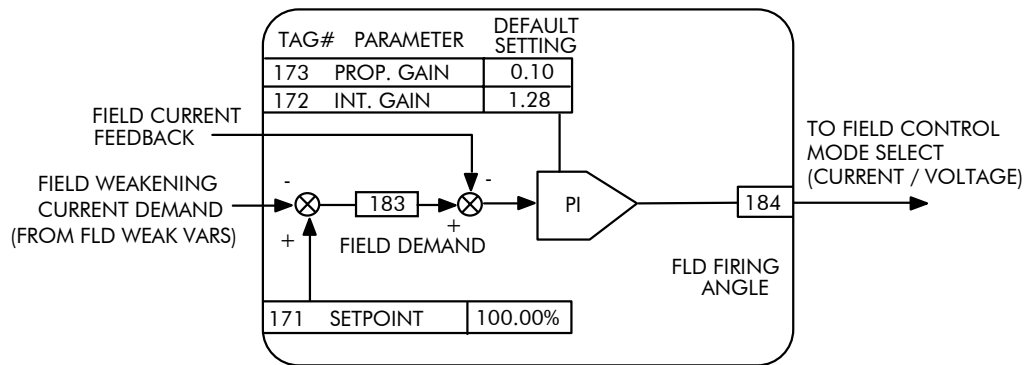 TAG# PARAMETER DEFAULT SETTING
173 PROP. GAIN 0.10
172 INT. GAIN 1.28
FIELD CURRENT
FEEDBACK
TO FIELD CONTROL
MODE SELECT
(CURRENT / VOLTAGE)
FIELD WEAKENING
CURRENT DEMAND
(FROM FLD WEAK VARS)
- 
+
183
-
+
FIELD DEMAND
PI
184
FLD FIRING
ANGLE
171 SETPOINT 100.00%